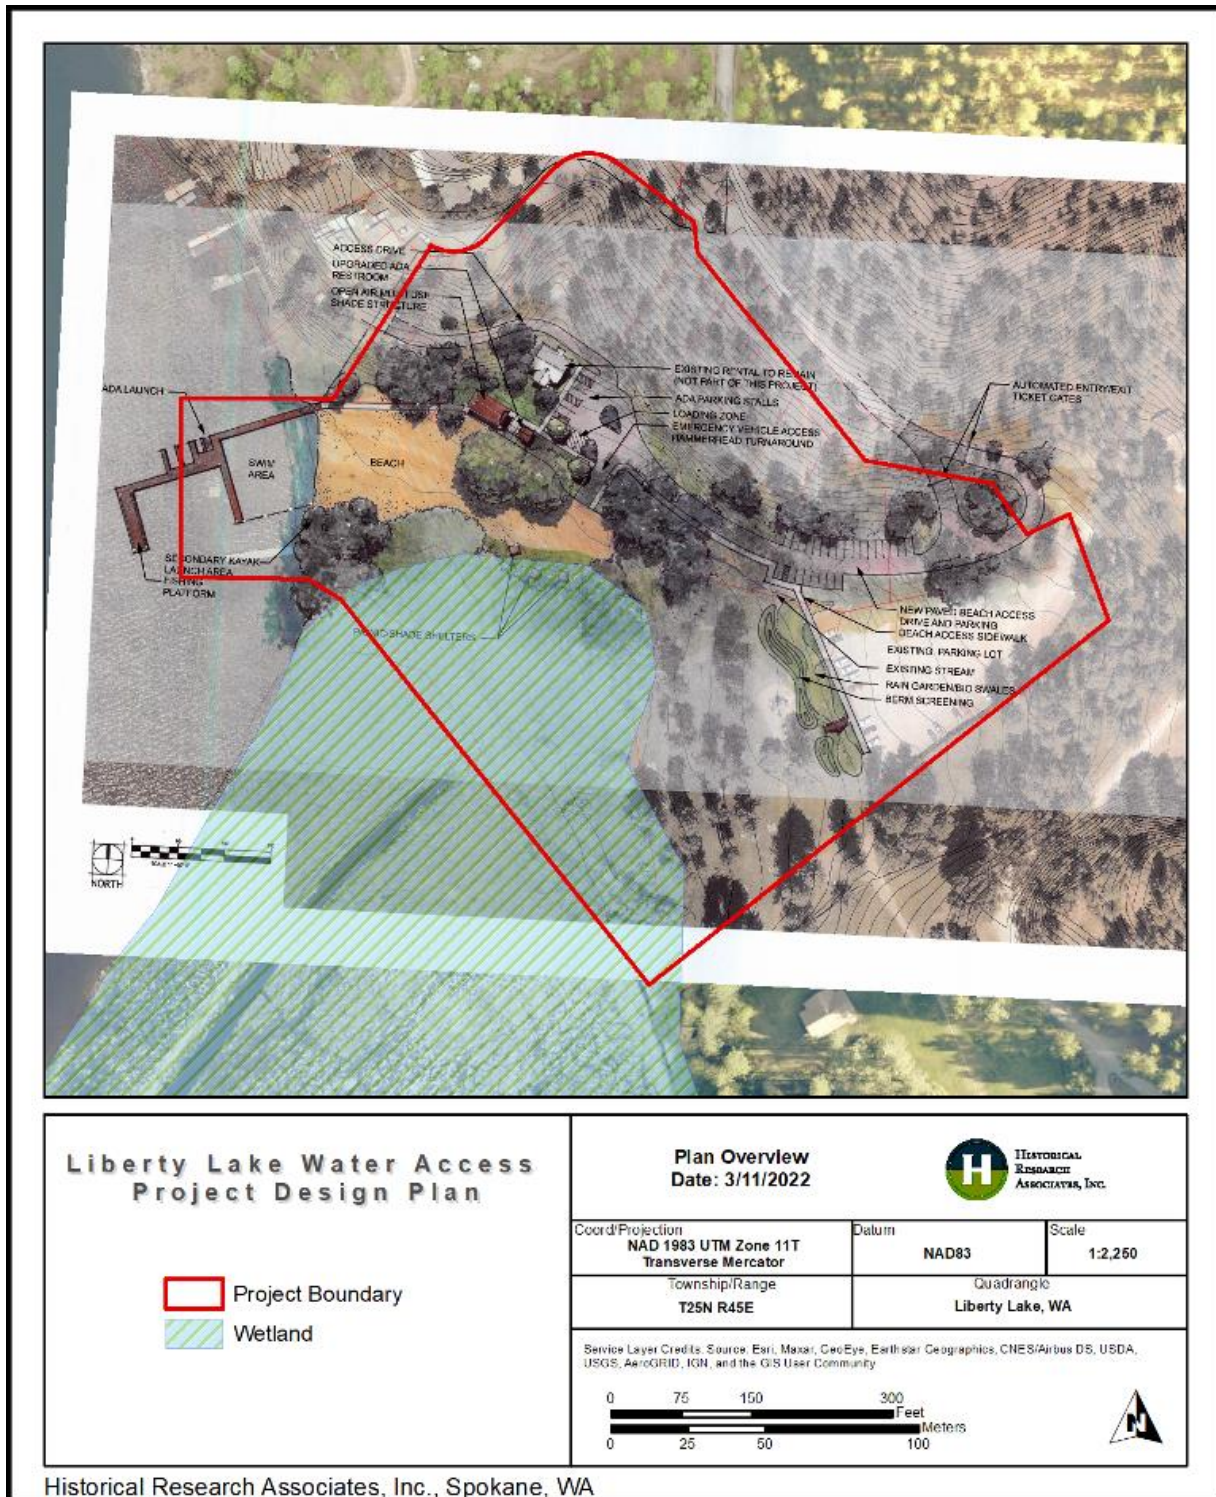 ACCESS DRIVE
UPGRADED ADA
RESTROOM
OPEN AIR MULTI USE
SHADE STRUCTURE
ADA LAUNCH
SWIM
AREA
BEACH
EXISTING RENTAL TO REMAIN
(NOT PART OF THIS PROJECT)
ADA PARKING STALLS
LOADING ZONE
EMERGENCY VEHICLE ACCESS
HAMMERHEAD TURNAROUND
AUTOMATED ENTRY/EXIT
TICKET GATES
SECONDARY KAYAK
LAUNCH AREA
FISHING
PLATFORM
PICNIC SHADE SHELTERS
NEW PAVED BEACH ACCESS
DRIVE AND PARKING
BEACH ACCESS SIDEWALK
EXISTING PARKING LOT
EXISTING STREAM
RAIN GARDEN/BIO SWALES
BERM SCREENING
NORTH
Liberty Lake Water Access
Project Design Plan
Project Boundary
Wetland
Plan Overview
Date: 3/11/2022
H
HISTORICAL
RESEARCH
ASSOCIATES, INC.
Coord/Projection
NAD 1983 UTM Zone 11T
Transverse Mercator
Datum
NAD83
Scale
1:2,250
Township/Range
T25N R45E
Quadrangle
Liberty Lake, WA
Service Layer Credits: Source: Esri, Maxar, GeoEye, Earthstar Geographics, CNES/Airbus DS, USDA,
USGS, AeroGRID, IGN, and the GIS User Community
0 75 150 300
Feet
Meters
0 25 50 100
N
Historical Research Associates, Inc., Spokane, WA